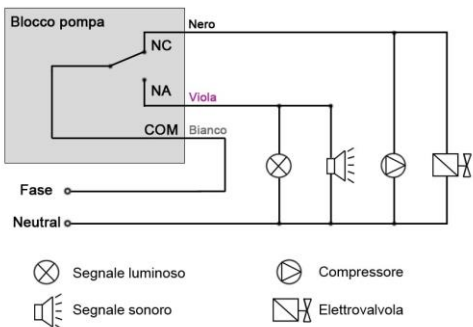 Blocco pompa
Nero
NC
NA
Viola
COM
Bianco
Fase
Neutral
Segnale luminoso
Compressore
Segnale sonoro
Elettrovalvola